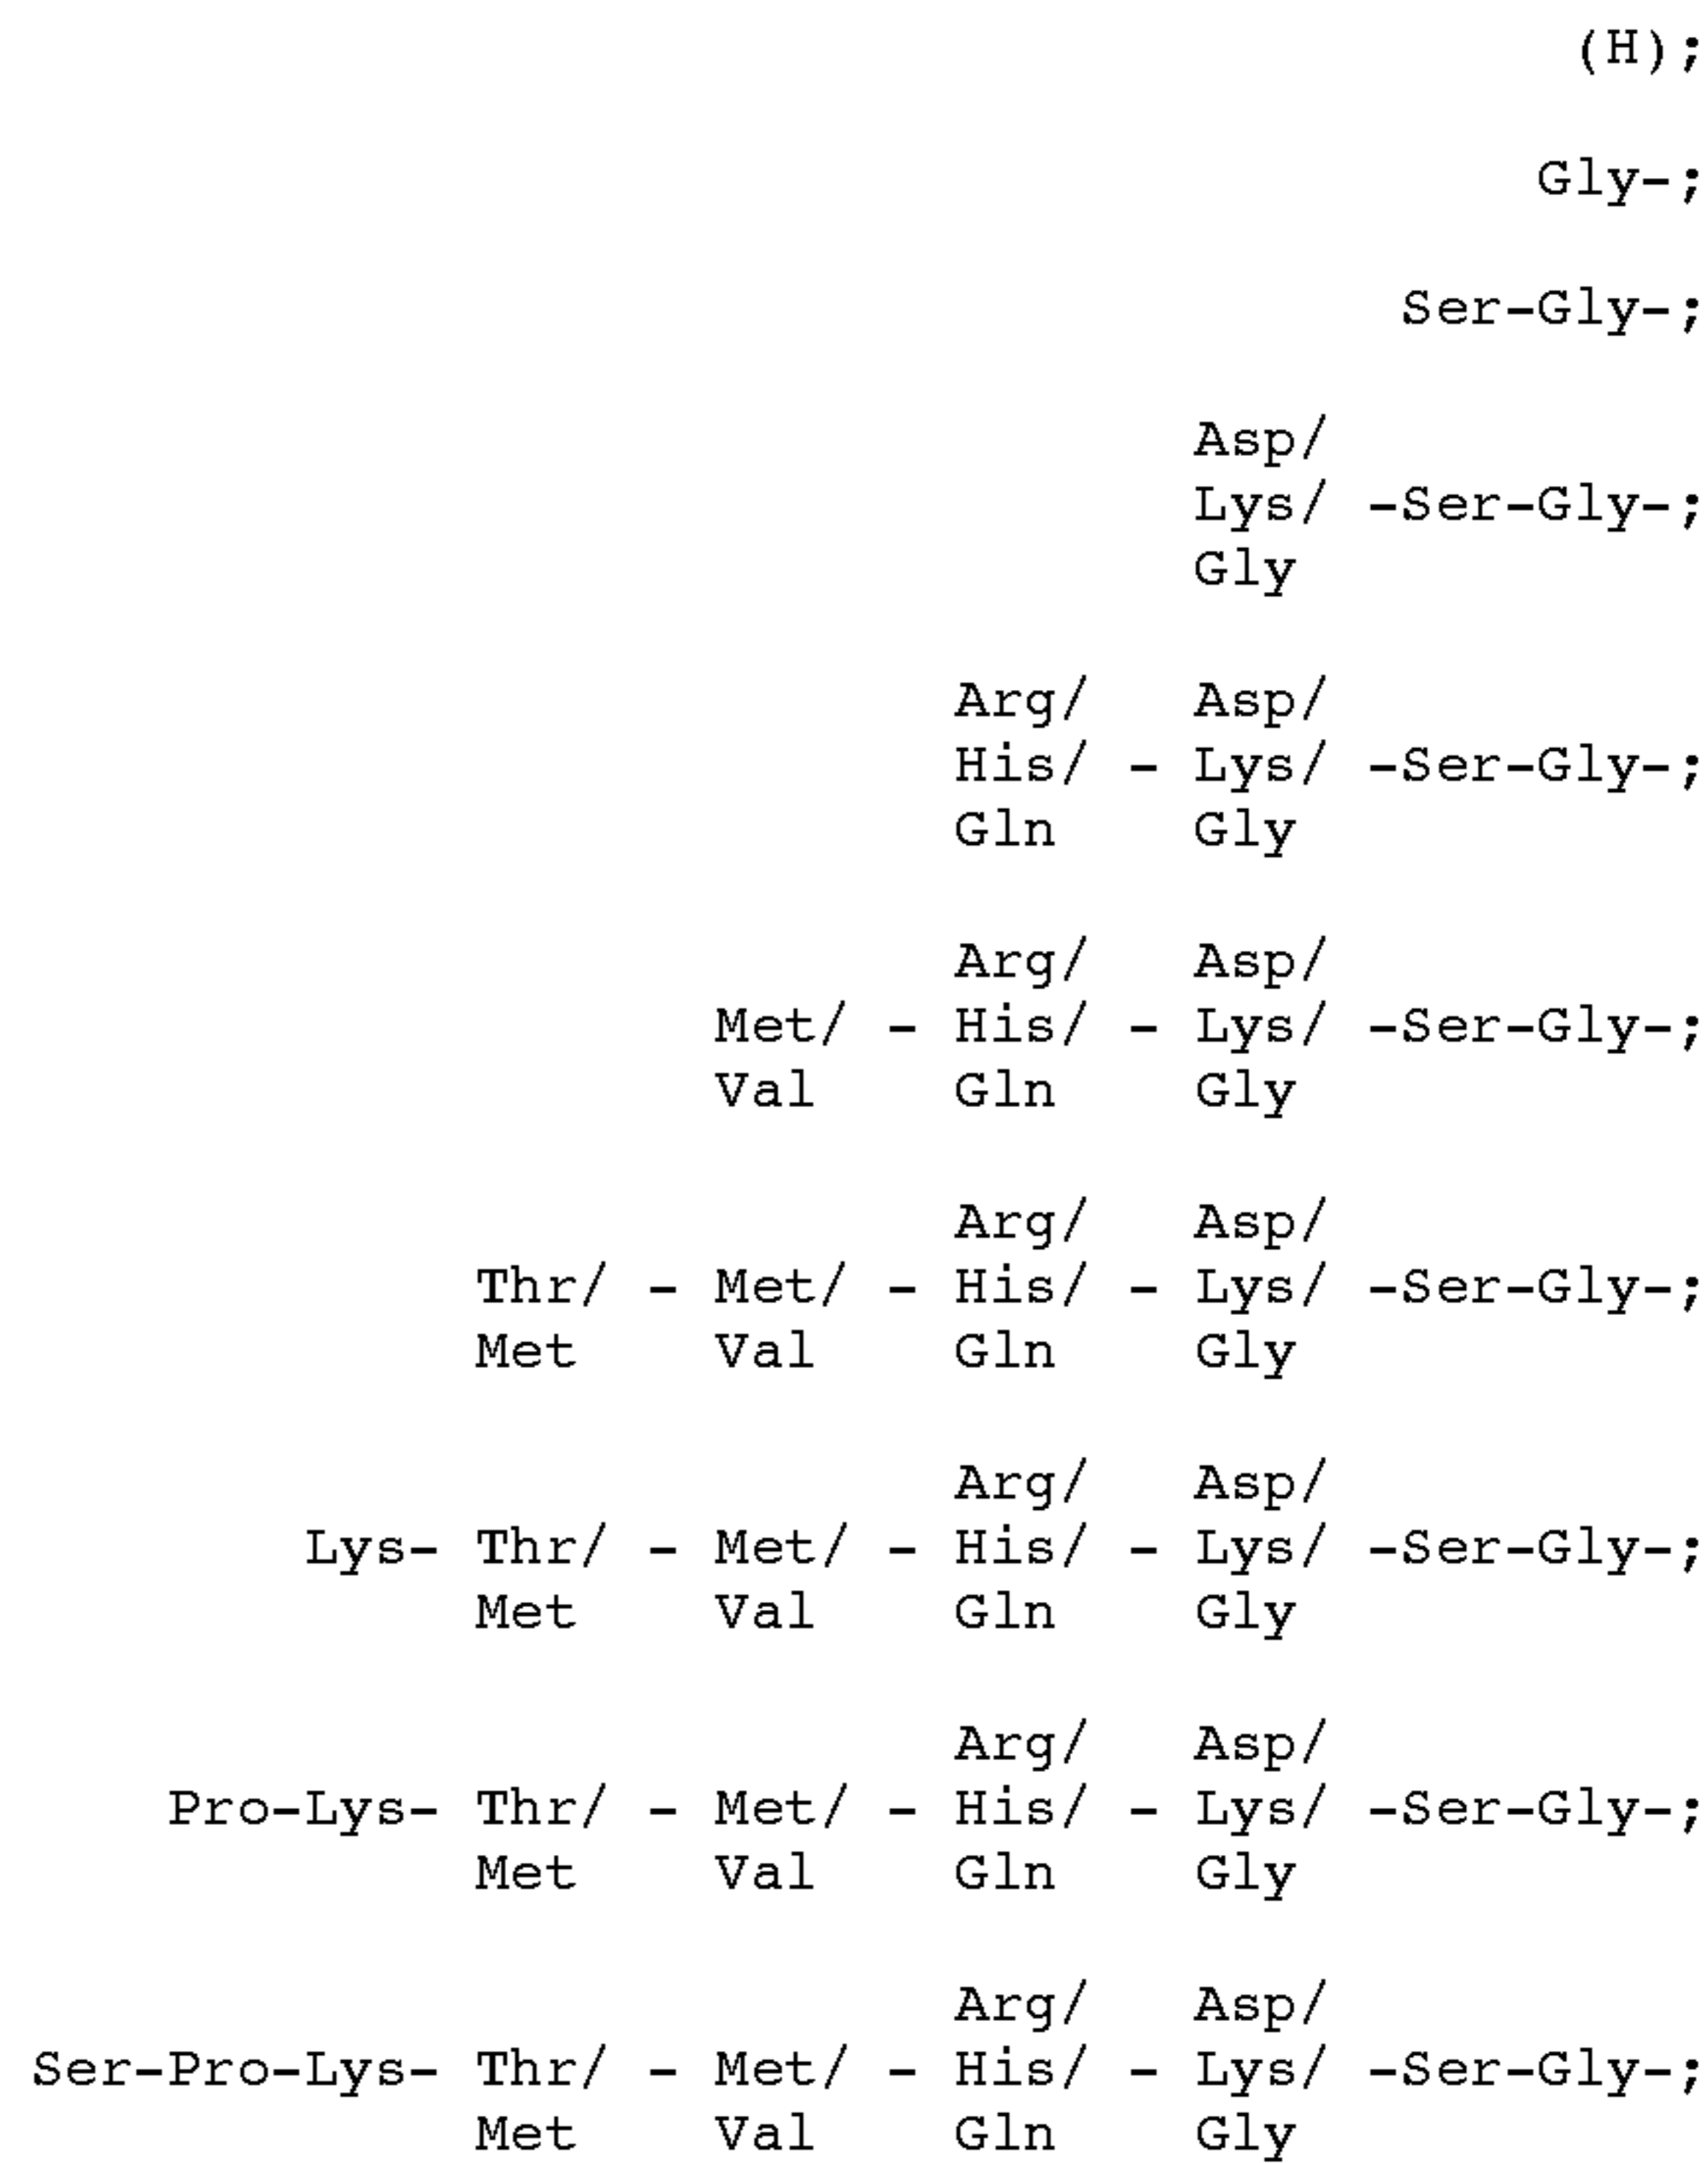 (H);
Gly-;
Ser-Gly-;
Asp/
Lys/ -Ser-Gly-;
Gly
Arg/ Asp/
His/ - Lys/ -Ser-Gly-;
Gln Gly
Arg/ Asp/
Met/ - His/ - Lys/ -Ser-Gly-;
Val Gln Gly
Arg/ Asp/
Thr/ - Met/ - His/ - Lys/ -Ser-Gly-;
Met Val Gln Gly
Arg/ Asp/
Lys- Thr/ - Met/ - His/ - Lys/ -Ser-Gly-;
Met Val Gln Gly
Arg/ Asp/
Pro-Lys- Thr/ - Met/ - His/ - Lys/ -Ser-Gly-;
Met Val Gln Gly
Arg/ Asp/
Ser-Pro-Lys- Thr/ - Met/ - His/ - Lys/ -Ser-Gly-;
Met Val Gln Gly